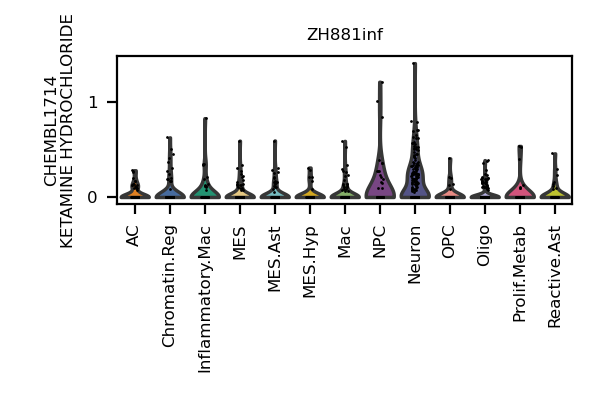 ZH881inf
CHEMBL1714
KETAMINE HYDROCHLORIDE
1
0
AC
Chromatin.Reg
Inflammatory.Mac
MES
MES.Ast
MES.Hyp
Mac
NPC
Neuron
OPC
Oligo
Prolif.Metab
Reactive.Ast